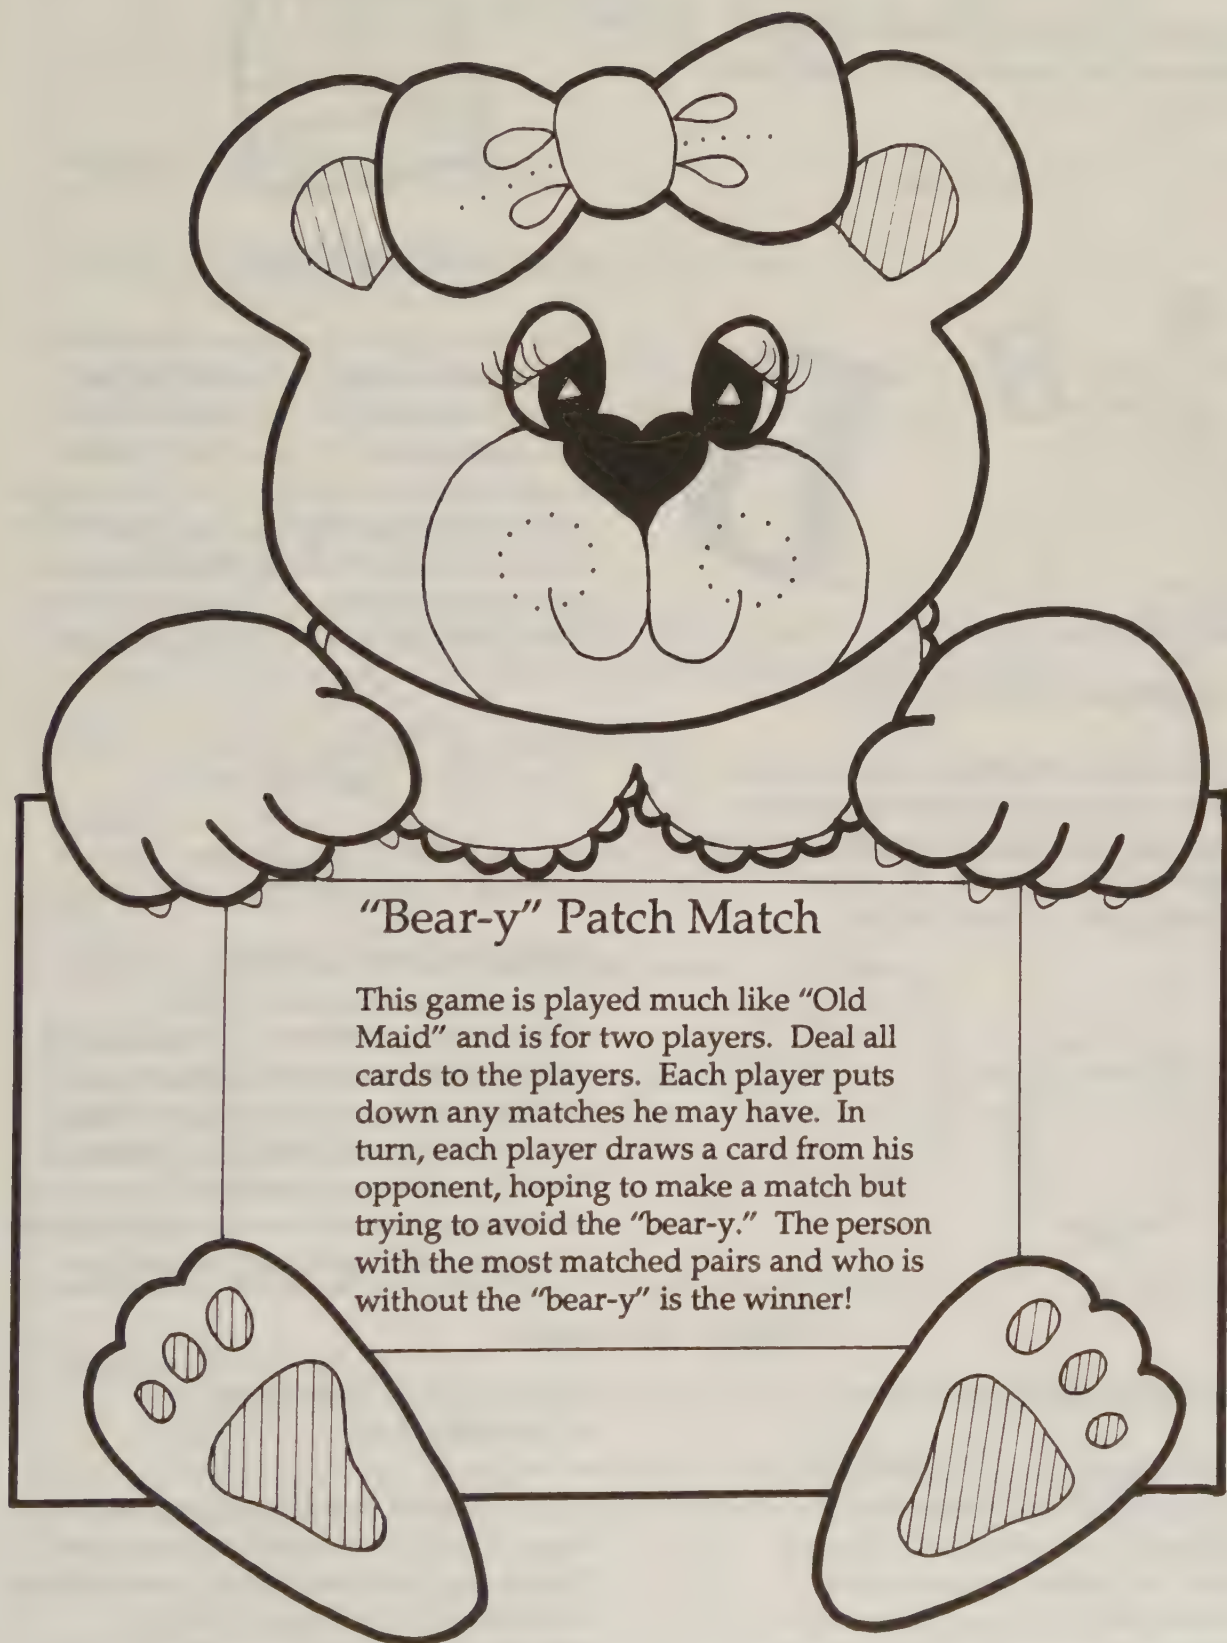 "Bear-y" Patch Match
This game is played much like "Old
Maid" and is for two players. Deal all
cards to the players. Each player puts
down any matches he may have. In
turn, each player draws a card from his
opponent, hoping to make a match but
trying to avoid the "bear-y." The person
with the most matched pairs and who is
without the "bear-y" is the winner!